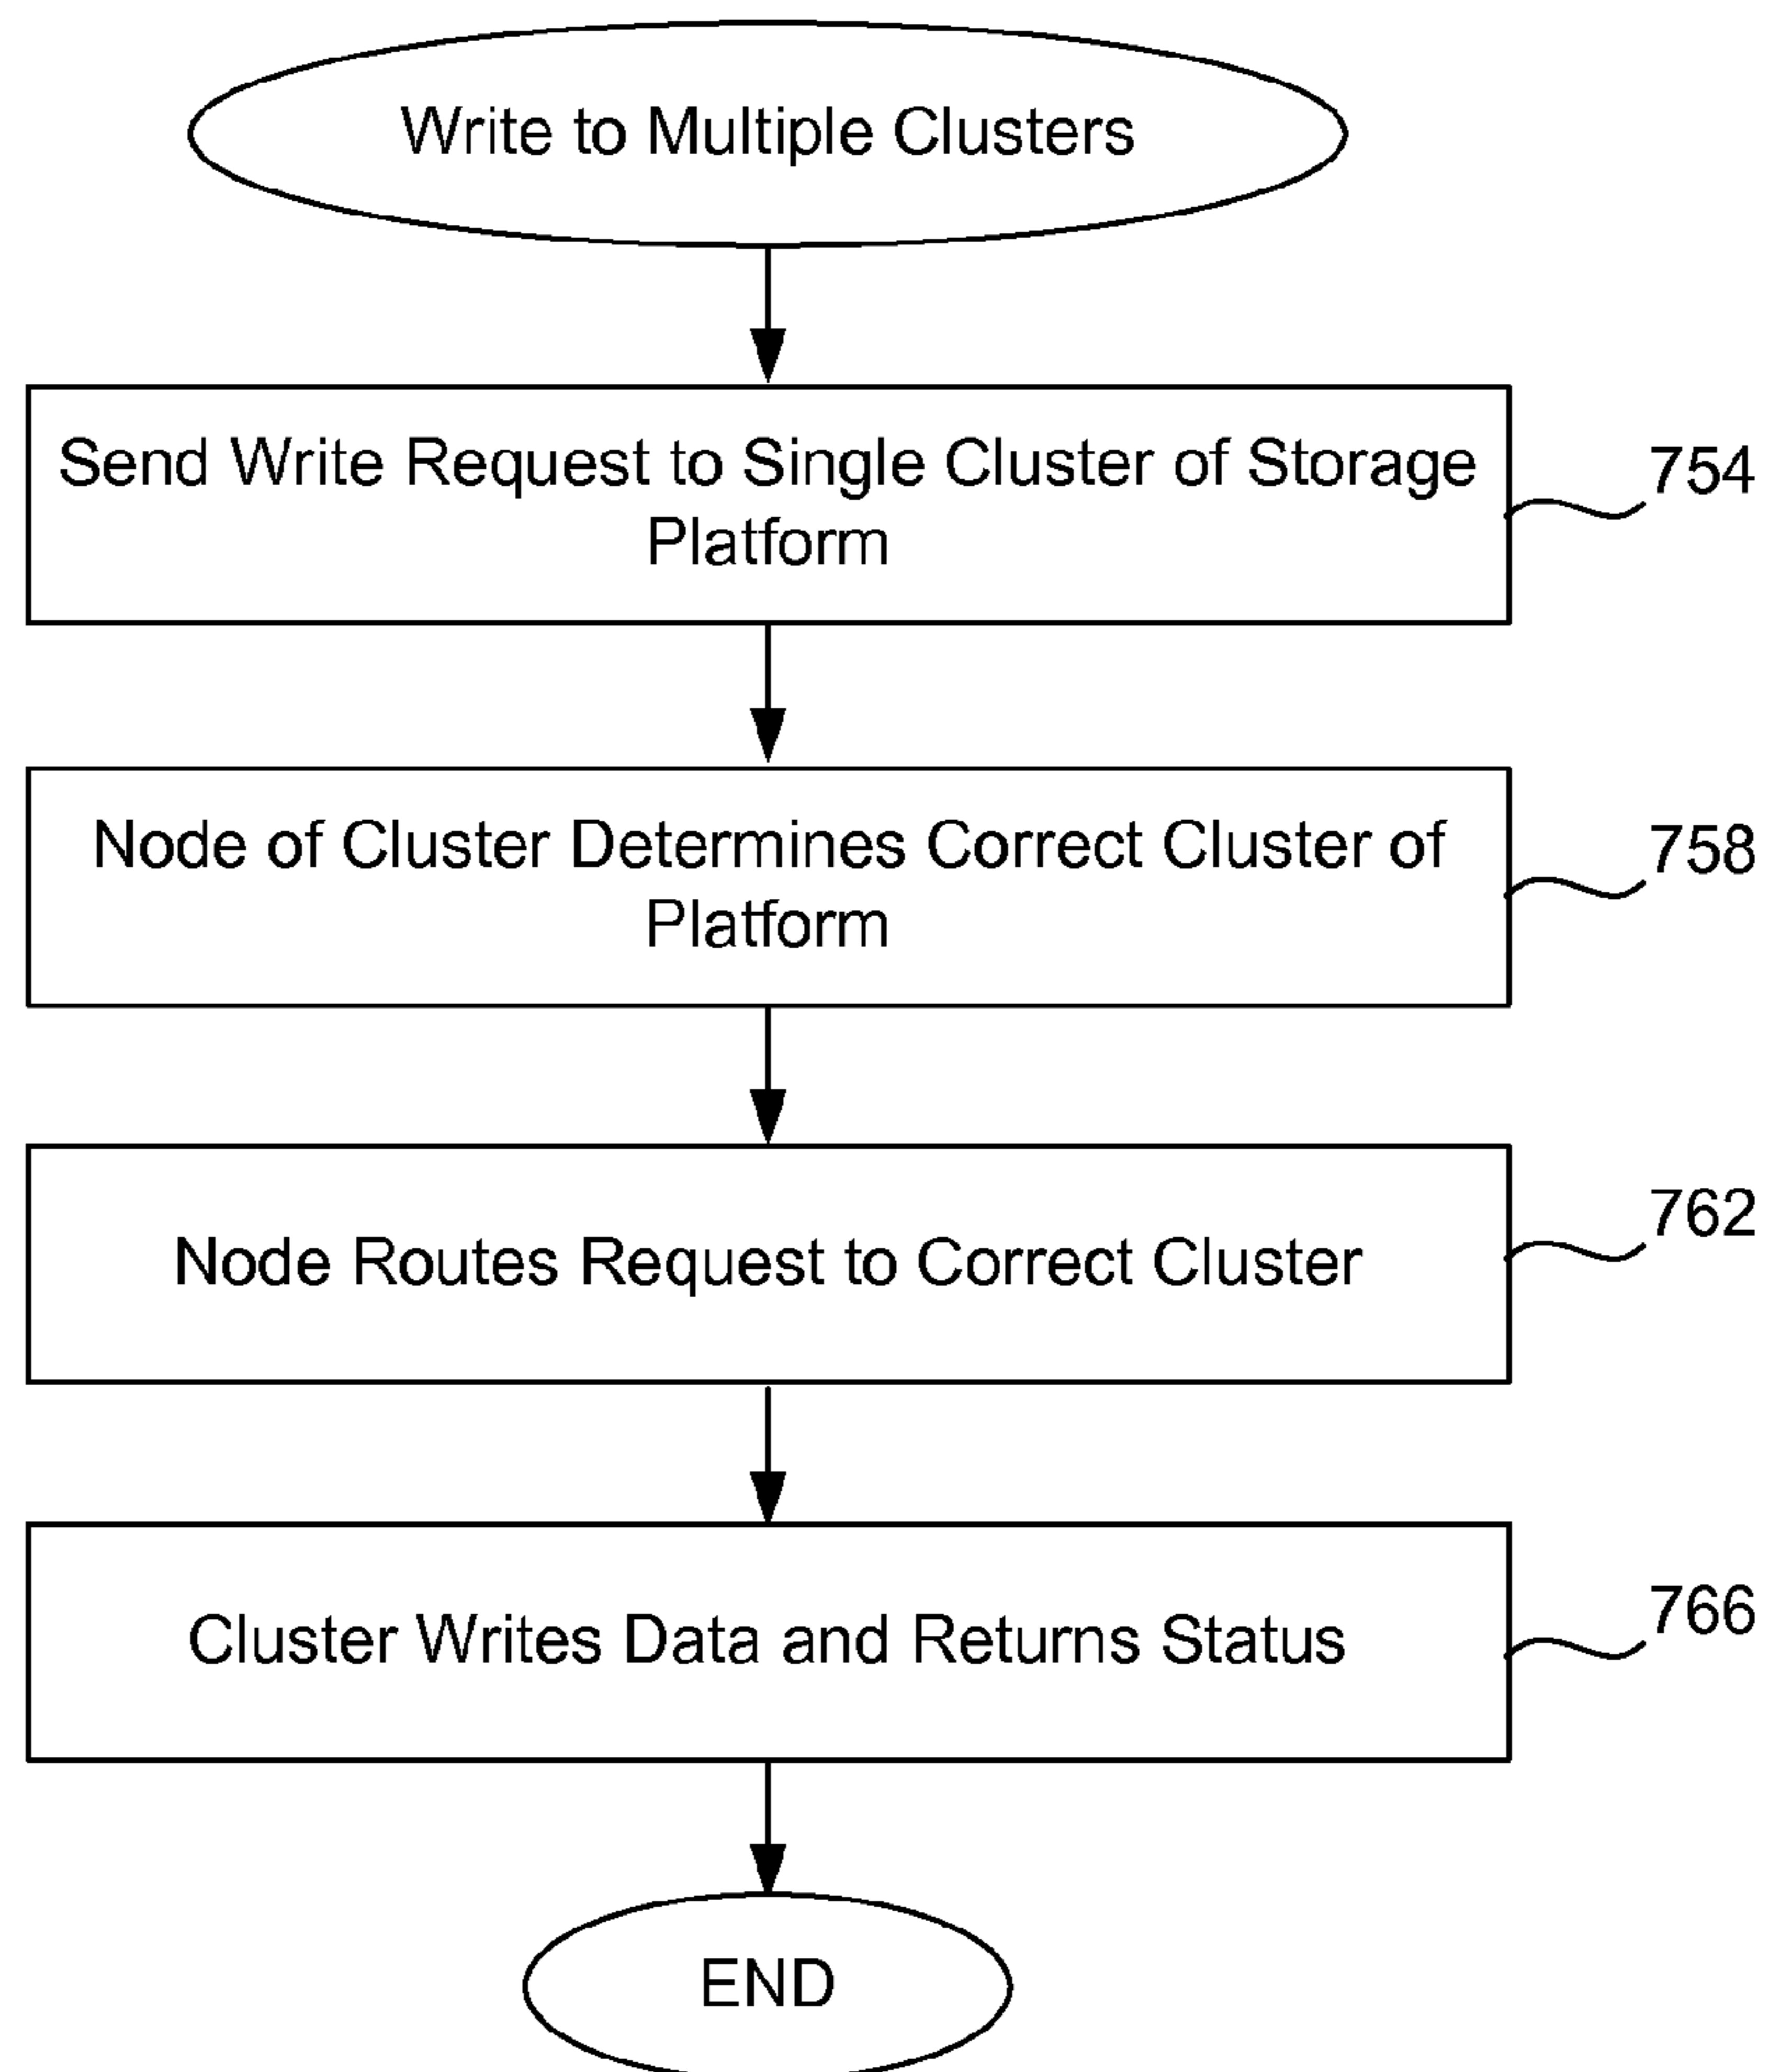 Write to Multiple Clusters
Send Write Request to Single Cluster of Storage
Platform
754
Node of Cluster Determines Correct Cluster of
Platform
758
Node Routes Request to Correct Cluster
762
Cluster Writes Data and Returns Status
766
END